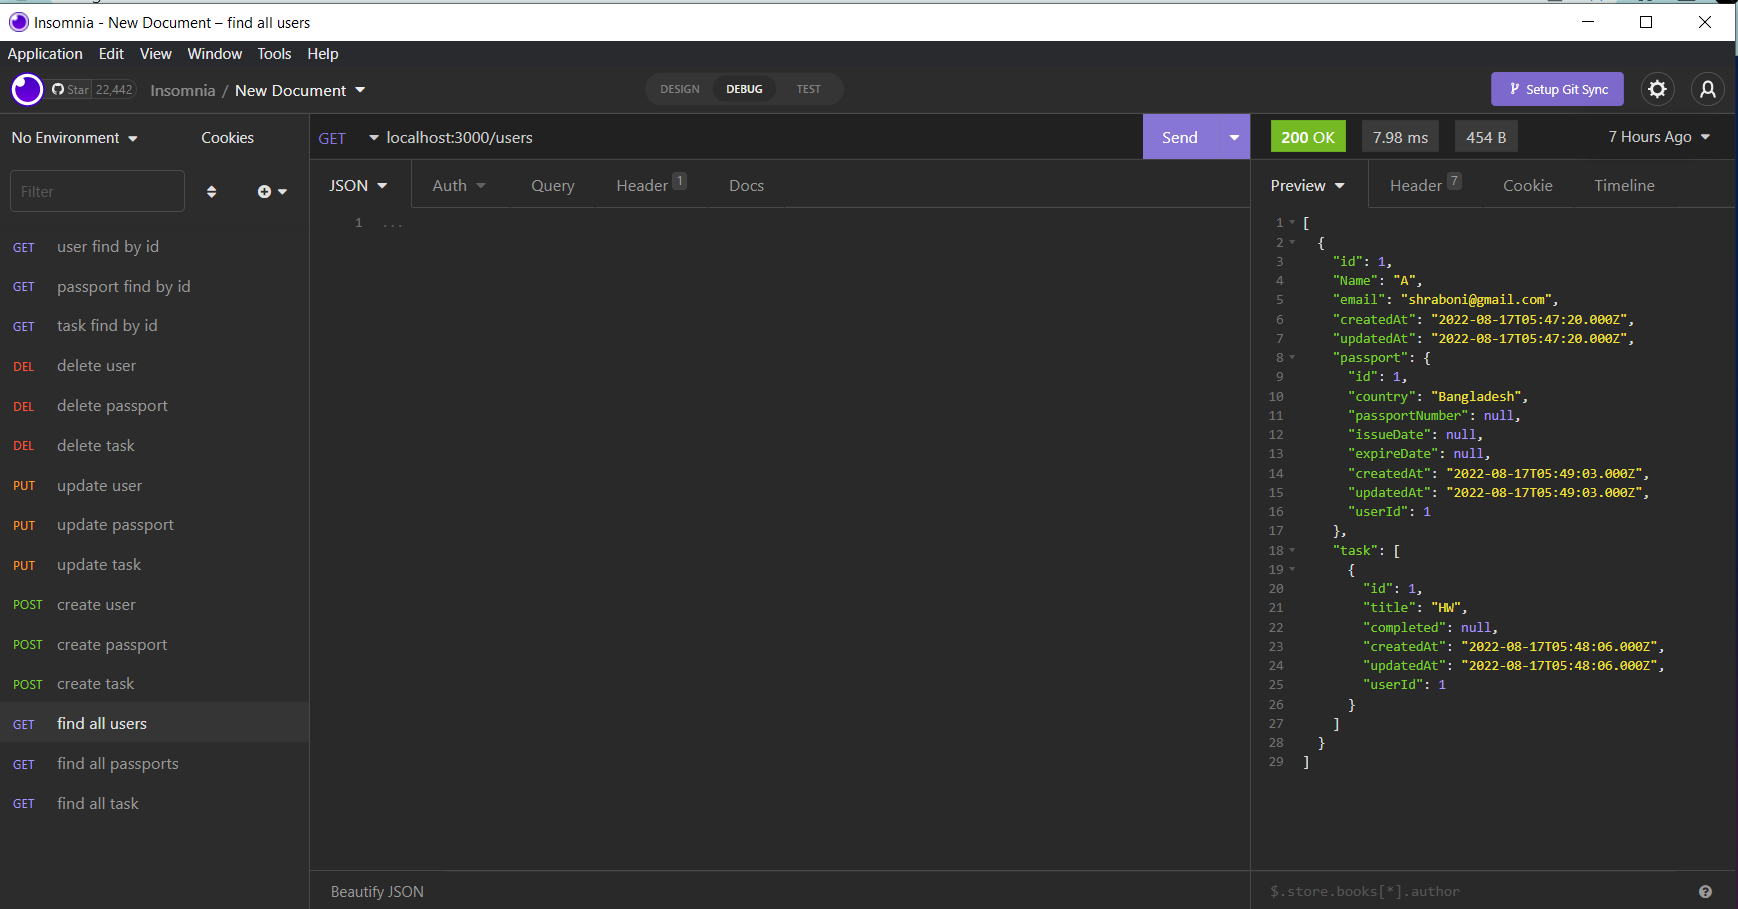 Insomnia - New Document – find all users
Application Edit View Window Tools Help
Star 22,442 Insomnia / New Document DESIGN DEBUG TEST Setup Git Sync
No Environment Cookies
Filter
GET user find by id
GET passport find by id
GET task find by id
DEL delete user
DEL delete passport
DEL delete task
PUT update user
PUT update passport
PUT update task
POST create user
POST create passport
POST create task
GET find all users
GET find all passports
GET find all task
GET localhost:3000/users Send
JSON Auth Query Header 1 Docs
1 ...
Beautify JSON
200 OK 7.98 ms 454 B 7 Hours Ago
Preview Header 7 Cookie Timeline
1 [
2 {
3 "id": 1,
4 "Name": "A",
5 "email": "shraboni@gmail.com",
6 "createdAt": "2022-08-17T05:47:20.000Z",
7 "updatedAt": "2022-08-17T05:47:20.000Z",
8 "passport": {
9 "id": 1,
10 "country": "Bangladesh",
11 "passportNumber": null,
12 "issueDate": null,
13 "expireDate": null,
14 "createdAt": "2022-08-17T05:49:03.000Z",
15 "updatedAt": "2022-08-17T05:49:03.000Z",
16 "userId": 1
17 },
18 "task": [
19 {
20 "id": 1,
21 "title": "HW",
22 "completed": null,
23 "createdAt": "2022-08-17T05:48:06.000Z",
24 "updatedAt": "2022-08-17T05:48:06.000Z",
25 "userId": 1
26 }
27 ]
28 }
29 ]
$.store.books[*].author